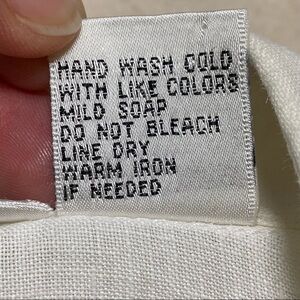 HAND WASH COLD
WITH LIKE COLORS
MILD SOAP
DO NOT BLEACH
LINE DRY
WARM IRON
IF NEEDED